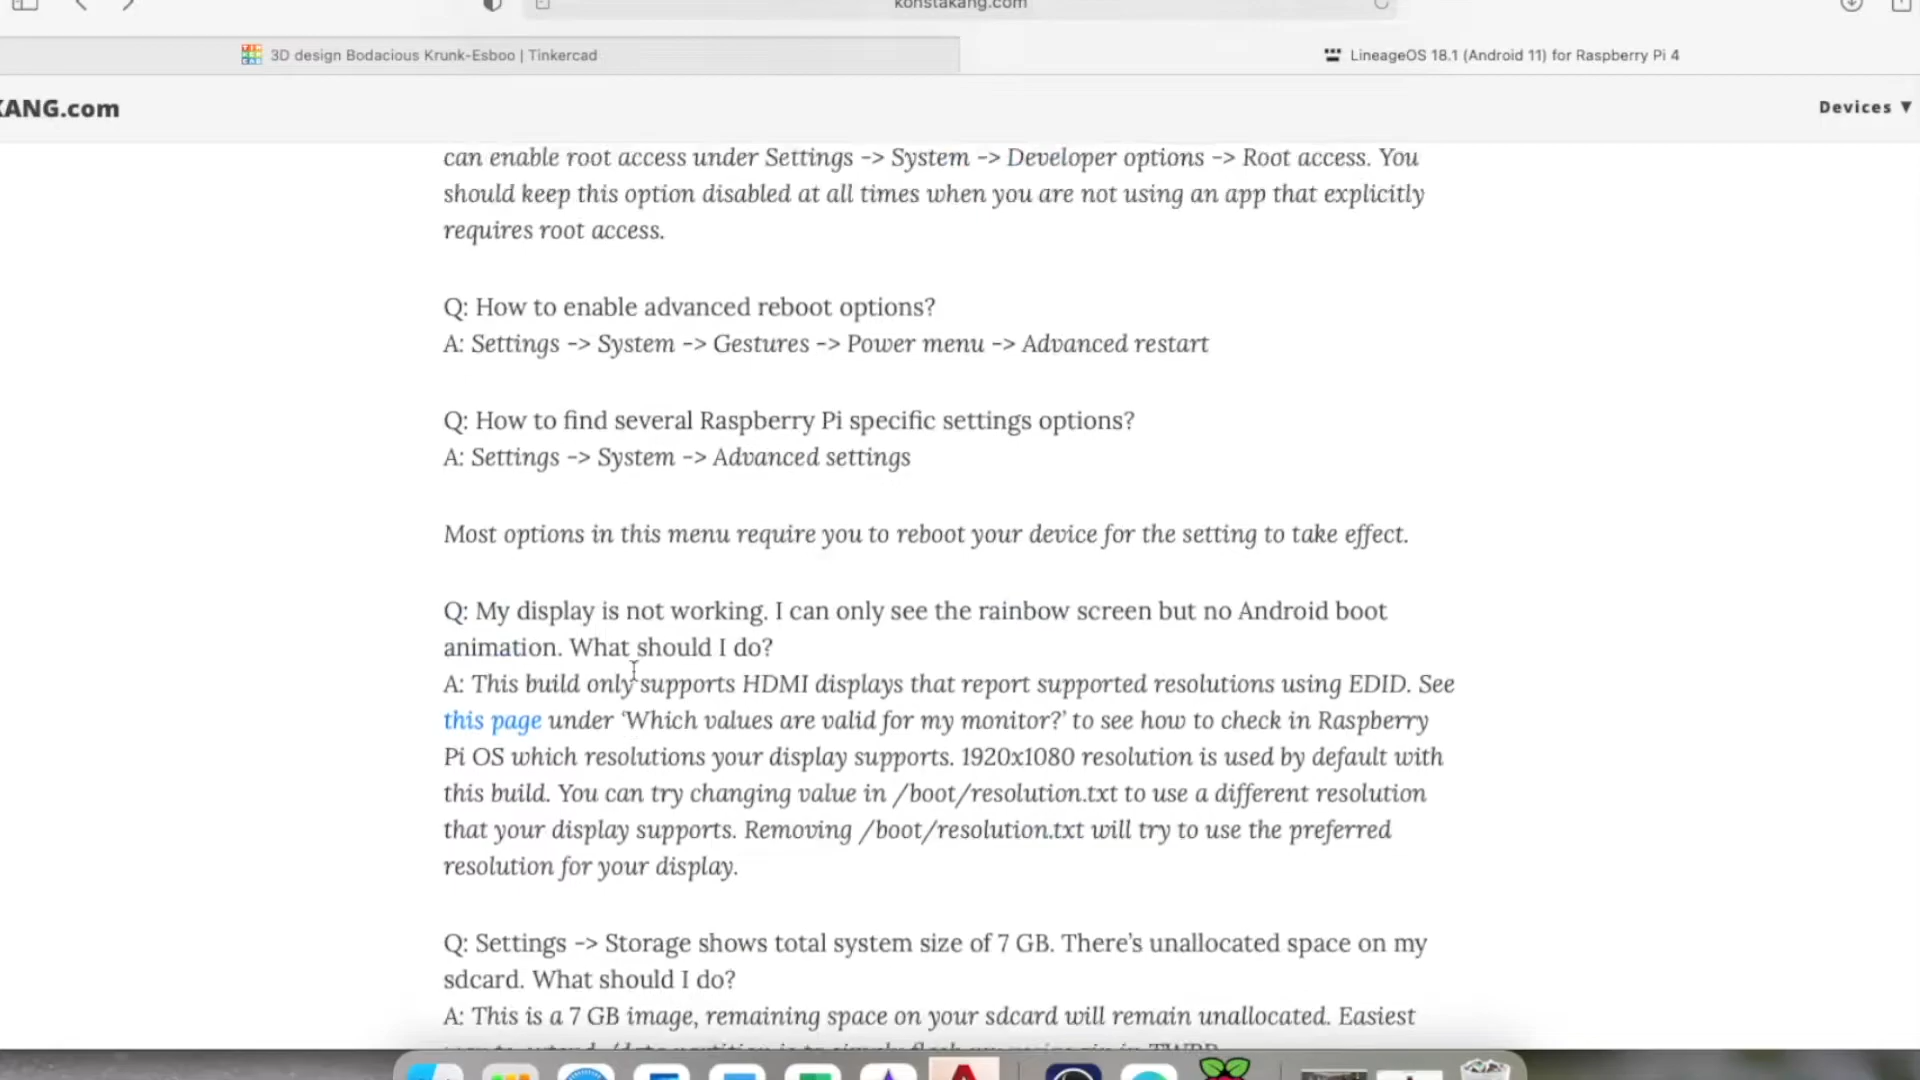 konstakang.com
3D design Bodacious Krunk-Esboo | Tinkercad
LineageOS 18.1 (Android 11) for Raspberry Pi 4
KANG.com
Devices ▼
can enable root access under Settings -> System -> Developer options -> Root access. You
should keep this option disabled at all times when you are not using an app that explicitly
requires root access.
Q: How to enable advanced reboot options?
A: Settings -> System -> Gestures -> Power menu -> Advanced restart
Q: How to find several Raspberry Pi specific settings options?
A: Settings -> System -> Advanced settings
Most options in this menu require you to reboot your device for the setting to take effect.
Q: My display is not working. I can only see the rainbow screen but no Android boot
animation. What should I do?
A: This build only supports HDMI displays that report supported resolutions using EDID. See
this page under ‘Which values are valid for my monitor?’ to see how to check in Raspberry
Pi OS which resolutions your display supports. 1920x1080 resolution is used by default with
this build. You can try changing value in /boot/resolution.txt to use a different resolution
that your display supports. Removing /boot/resolution.txt will try to use the preferred
resolution for your display.
Q: Settings -> Storage shows total system size of 7 GB. There’s unallocated space on my
sdcard. What should I do?
A: This is a 7 GB image, remaining space on your sdcard will remain unallocated. Easiest